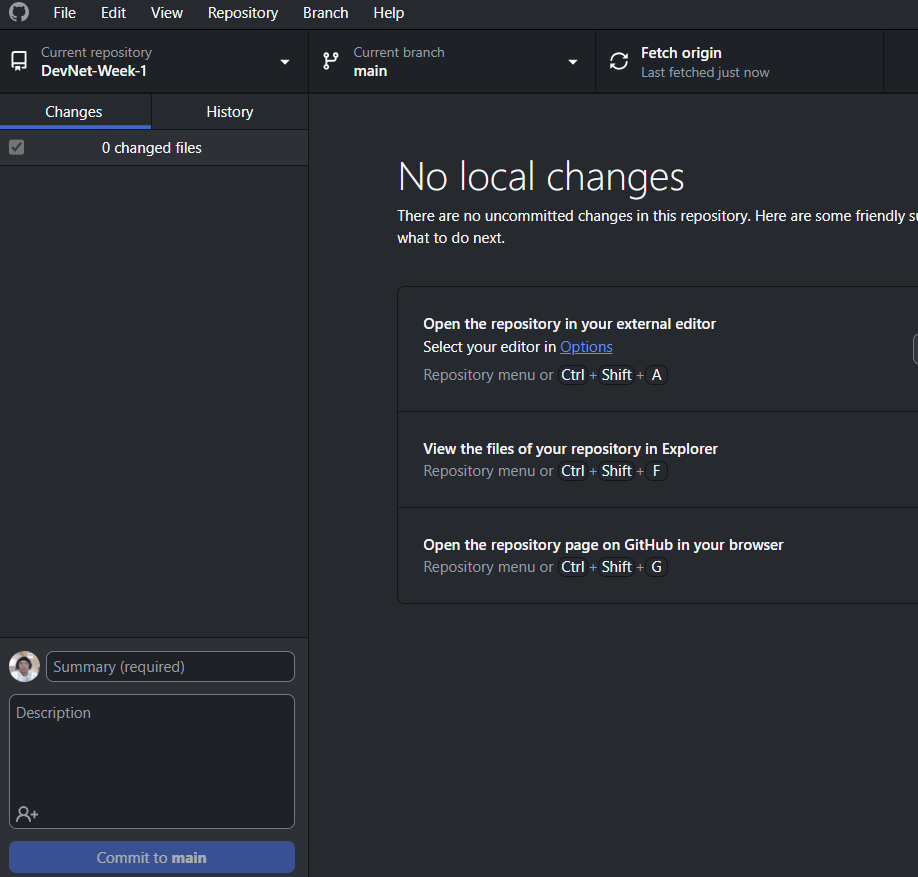 File Edit View Repository Branch Help
Current repository
DevNet-Week-1
Current branch
main
Fetch origin
Last fetched just now
Changes
History
0 changed files
No local changes
There are no uncommitted changes in this repository. Here are some friendly
what to do next.
Open the repository in your external editor
Select your editor in Options
Repository menu or Ctrl + Shift + A
View the files of your repository in Explorer
Repository menu or Ctrl + Shift + F
Open the repository page on GitHub in your browser
Repository menu or Ctrl + Shift + G
Summary (required)
Description
Commit to main